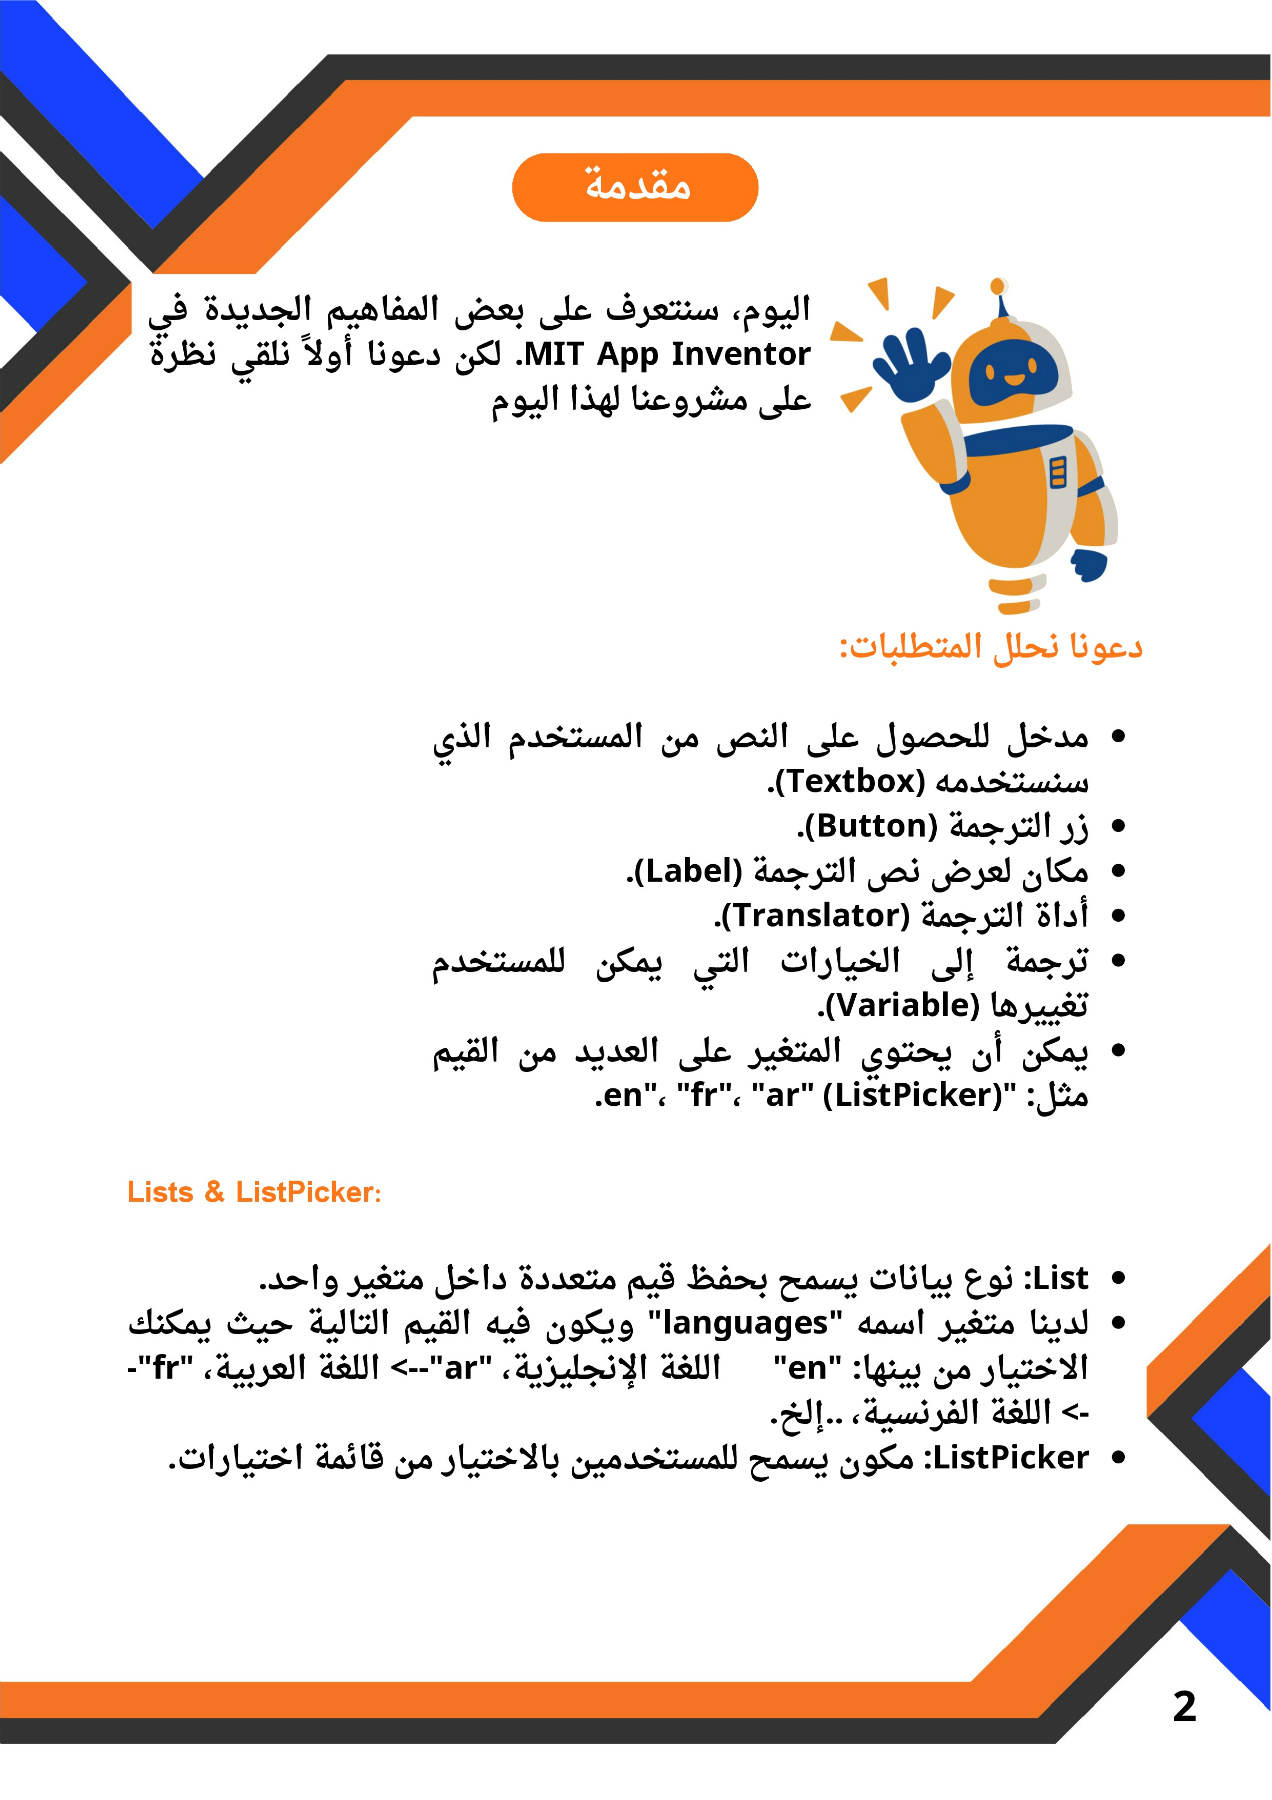 مقدمة
اليوم، سنتعرف على بعض المفاهيم الجديدة في
MIT App Inventor. لكن دعونا أولاً نلقي نظرة
على مشروعنا لهذا اليوم
دعونا نحلل المتطلبات:
• مدخل للحصول على النص من المستخدم الذي
سنستخدمه (Textbox).
• زر الترجمة (Button).
• مكان لعرض نص الترجمة (Label).
• أداة الترجمة (Translator).
• ترجمة إلى الخيارات التي يمكن للمستخدم
تغييرها (Variable).
• يمكن أن يحتوي المتغير على العديد من القيم
مثل: "en"، "fr"، "ar" (ListPicker).
Lists & ListPicker:
• List: نوع بيانات يسمح بحفظ قيم متعددة داخل متغير واحد.
• لدينا متغير اسمه "languages" ويكون فيه القيم التالية حيث يمكنك
الاختيار من بينها: "en" اللغة الإنجليزية، "ar"--> اللغة العربية، "fr"-
-> اللغة الفرنسية، ..إلخ.
• ListPicker: مكون يسمح للمستخدمين بالاختيار من قائمة اختيارات.
2